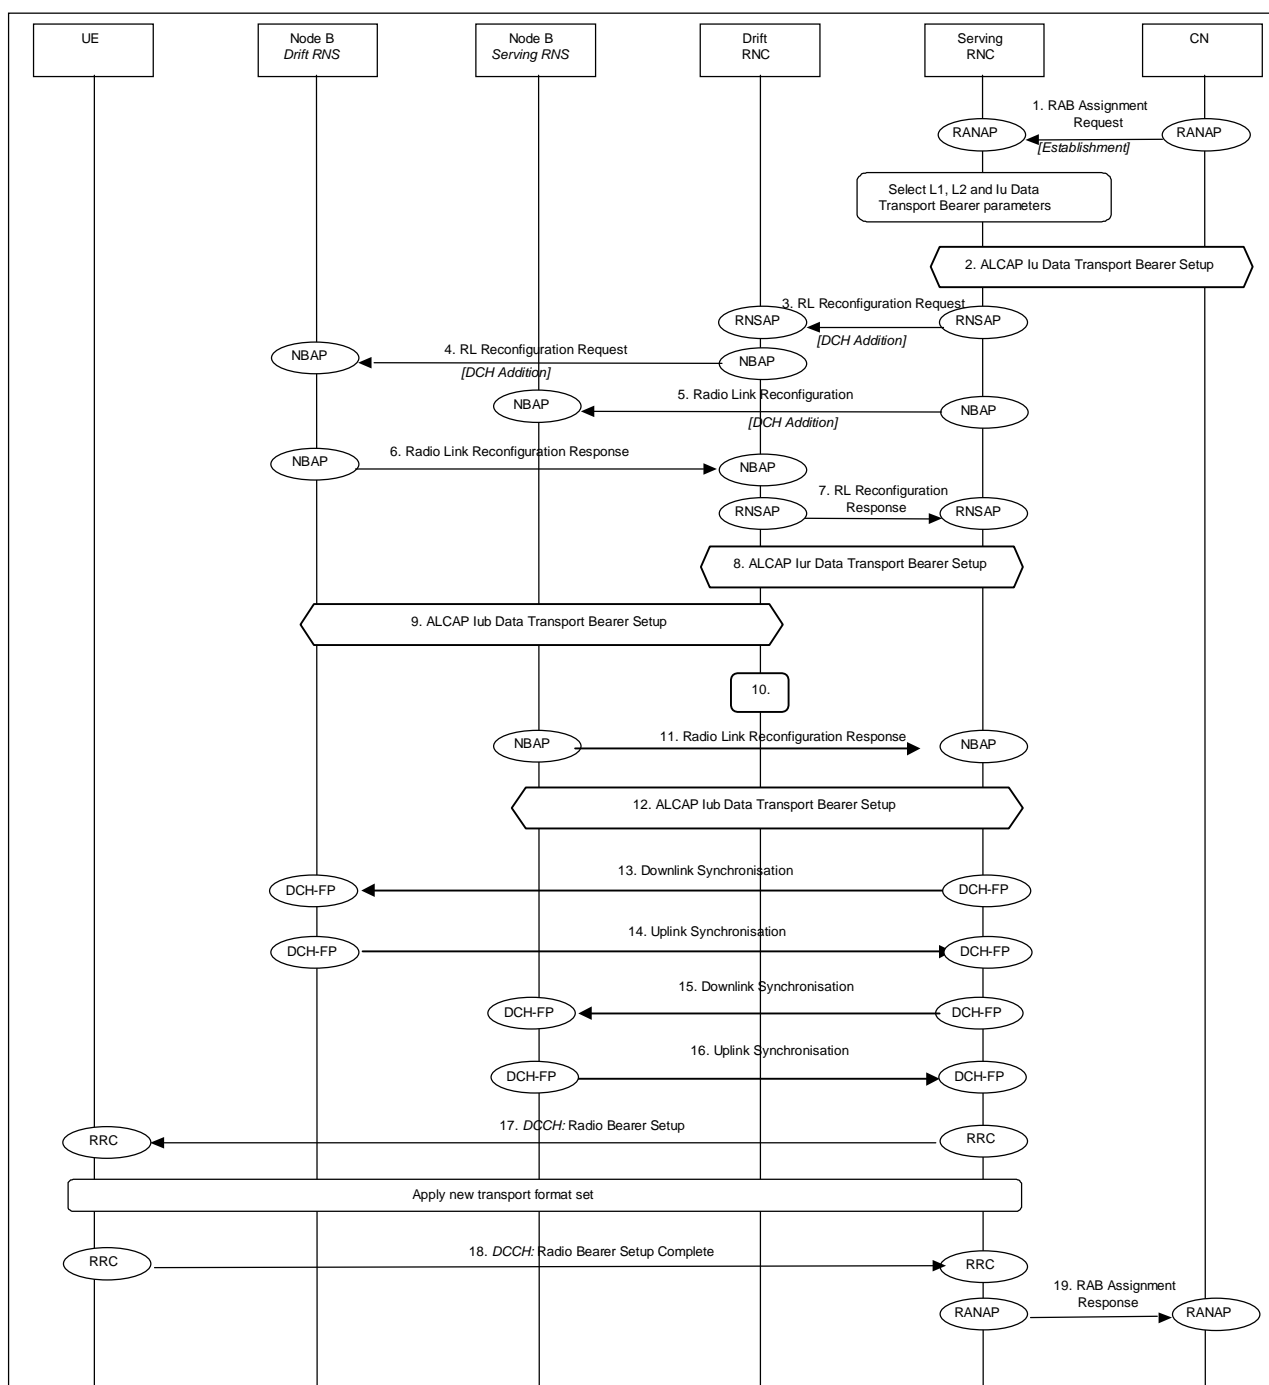 UE
Node B
Drift RNS
Node B
Serving RNS
Drift
RNC
Serving
RNC
CN
1. RAB Assignment
Request
RANAP
RANAP
[Establishment]
Select L1, L2 and Iu Data
Transport Bearer parameters
2. ALCAP Iu Data Transport Bearer Setup
3. RL Reconfiguration Request
RNSAP
RNSAP
[DCH Addition]
4. RL Reconfiguration Request
NBAP
NBAP
[DCH Addition]
5. Radio Link Reconfiguration
NBAP
NBAP
[DCH Addition]
6. Radio Link Reconfiguration Response
NBAP
NBAP
7. RL Reconfiguration
Response
RNSAP
RNSAP
8. ALCAP Iur Data Transport Bearer Setup
9. ALCAP Iub Data Transport Bearer Setup
10.
11. Radio Link Reconfiguration Response
NBAP
NBAP
12. ALCAP Iub Data Transport Bearer Setup
13. Downlink Synchronisation
DCH-FP
DCH-FP
14. Uplink Synchronisation
DCH-FP
DCH-FP
15. Downlink Synchronisation
DCH-FP
DCH-FP
16. Uplink Synchronisation
DCH-FP
DCH-FP
17. DCCH: Radio Bearer Setup
RRC
RRC
Apply new transport format set
18. DCCH: Radio Bearer Setup Complete
RRC
RRC
19. RAB Assignment
Response
RANAP
RANAP